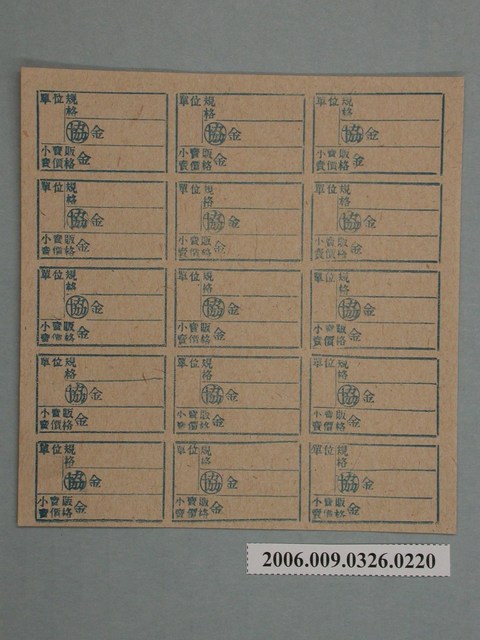 單位規
格
協 金
小賣販
賣價格 金
單位規
格
協 金
小賣販
賣價格 金
單位規
格
協 金
小賣販
賣價格 金
單位規
格
協 金
小賣販
賣價格 金
單位規
格
協 金
小賣販
賣價格 金
單位規
格
協 金
小賣販
賣價格 金
單位規
格
協 金
小賣販
賣價格 金
單位規
格
協 金
小賣販
賣價格 金
單位規
格
協 金
小賣販
賣價格 金
單位規
格
協 金
小賣販
賣價格 金
單位規
格
協 金
小賣販
賣價格 金
單位規
格
協 金
小賣販
賣價格 金
單位規
格
協 金
小賣販
賣價格 金
單位規
格
協 金
小賣販
賣價格 金
單位規
格
協 金
小賣販
賣價格 金
2006.009.0326.0220